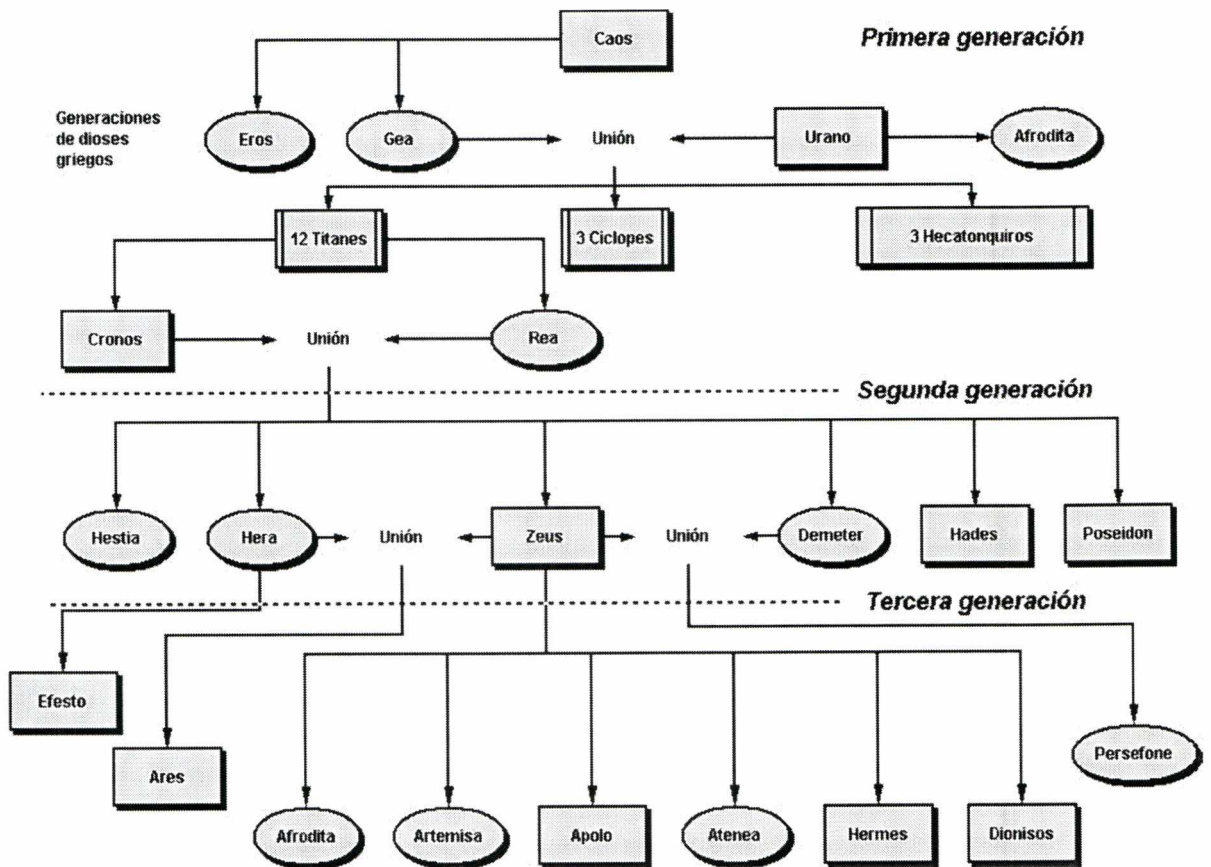 Caos
Primera generación
Generaciones
de dioses
griegos
Eros
Gea
Unión
Urano
Afrodita
12 Titanes
3 Ciclopes
3 Hecatonquiros
Cronos
Unión
Rea
Segunda generación
Hestia
Hera
Unión
Zeus
Unión
Demeter
Hades
Poseidon
Tercera generación
Efesto
Ares
Persefone
Afrodita
Artemisa
Apolo
Atenea
Hermes
Dionisos